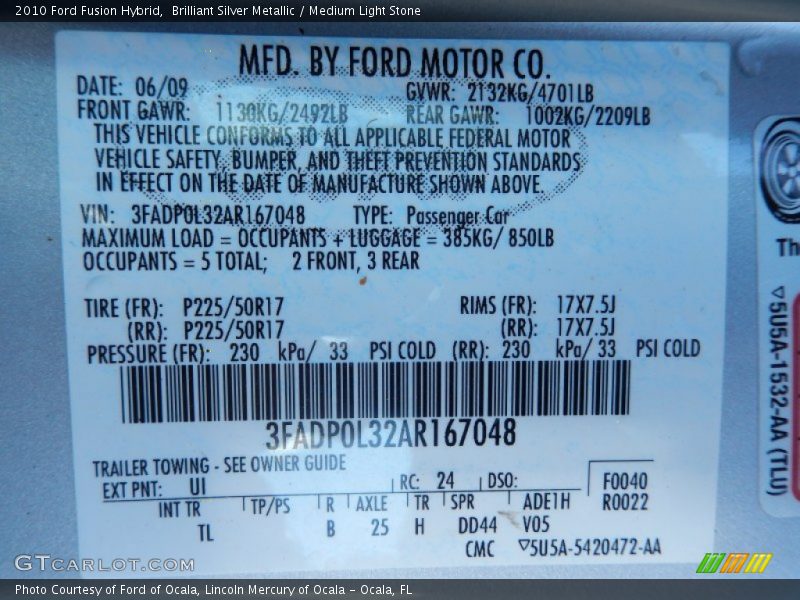 2010 Ford Fusion Hybrid, Brilliant Silver Metallic / Medium Light Stone
MFD. BY FORD MOTOR CO.
DATE: 06/09 GVWR: 2132KG/4701LB
FRONT GAWR: 1130KG/2492LB REAR GAWR: 1002KG/2209LB
THIS VEHICLE CONFORMS TO ALL APPLICABLE FEDERAL MOTOR
VEHICLE SAFETY, BUMPER, AND THEFT PREVENTION STANDARDS
IN EFFECT ON THE DATE OF MANUFACTURE SHOWN ABOVE.
VIN: 3FADP0L32AR167048 TYPE: Passenger Car
MAXIMUM LOAD = OCCUPANTS + LUGGAGE = 385KG/ 850LB
OCCUPANTS = 5 TOTAL; 2 FRONT, 3 REAR
TIRE (FR): P225/50R17 RIMS (FR): 17X7.5J
(RR): P225/50R17 (RR): 17X7.5J
PRESSURE (FR): 230 kPa/ 33 PSI COLD (RR): 230 kPa/ 33 PSI COLD
3FADP0L32AR167048
TRAILER TOWING - SEE OWNER GUIDE
EXT PNT: UI RC: 24 DSO: F0040
INT TR TP/PS R AXLE TR SPR ADE1H R0022
TL B 25 H DD44 V05
CMC ▽5U5A-5420472-AA
Th
▽5U5A-1532-AA (TLU)
GTCarLot.com
Photo Courtesy of Ford of Ocala, Lincoln Mercury of Ocala - Ocala, FL